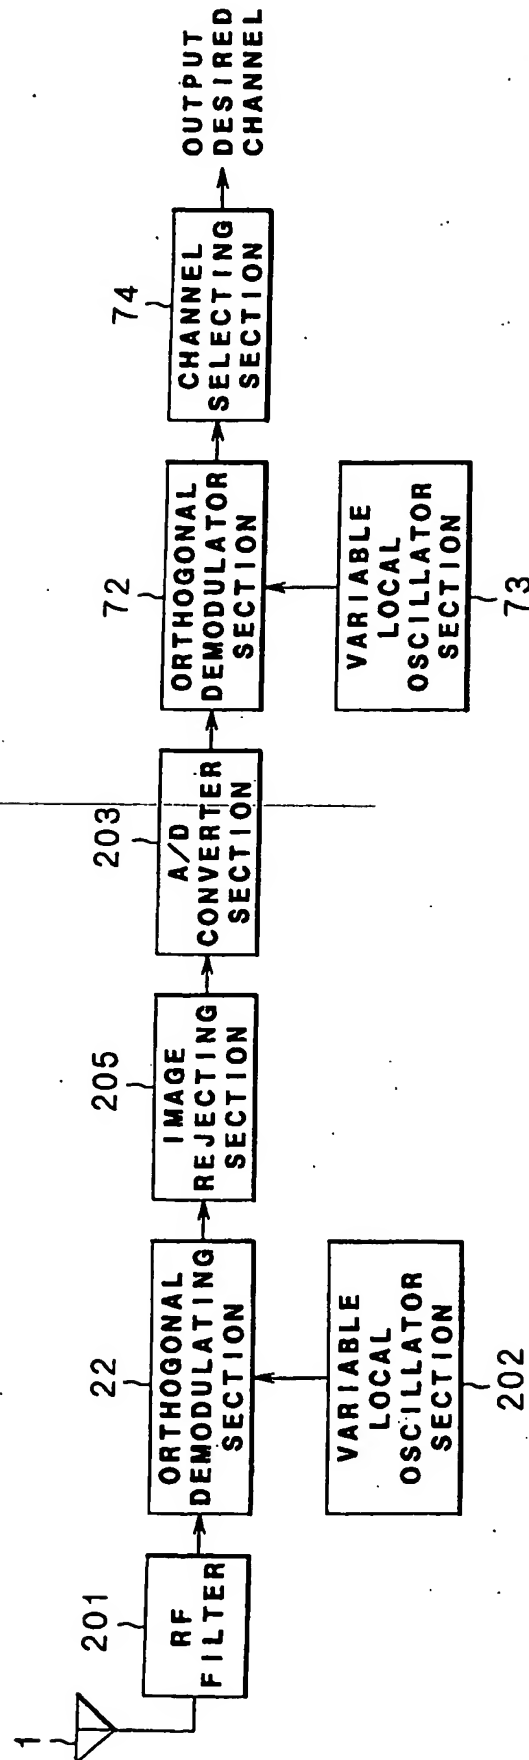 1
201
RF
FILTER
22
ORTHOGONAL
DEMODULATING
SECTION
VARIABLE
LOCAL
OSCILLATOR
SECTION
202
205
IMAGE
REJECTING
SECTION
203
A/D
CONVERTER
SECTION
72
ORTHOGONAL
DEMODULATOR
SECTION
VARIABLE
LOCAL
OSCILLATOR
SECTION
73
74
CHANNEL
SELECTING
SECTION
OUTPUT
DESIRED
CHANNEL